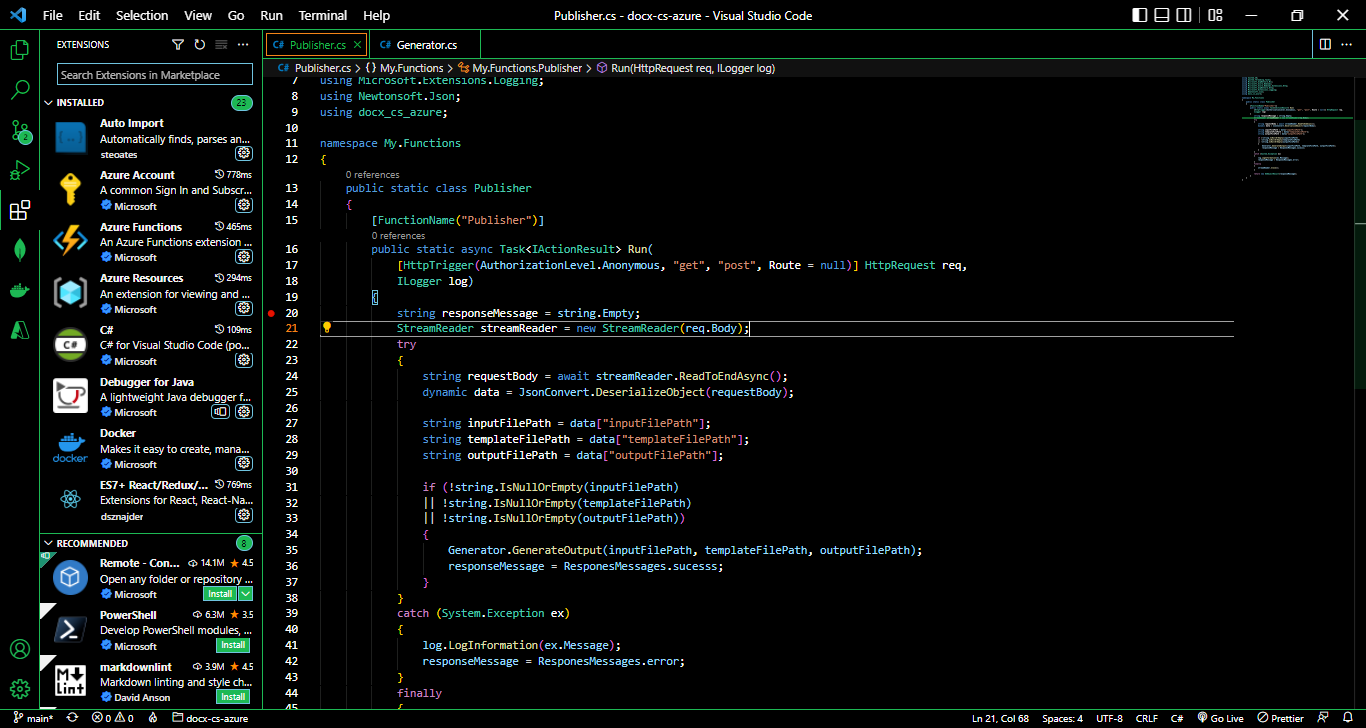 File Edit Selection View Go Run Terminal Help
Publisher.cs - docx-cs-azure - Visual Studio Code
EXTENSIONS
Search Extensions in Marketplace
INSTALLED 23
Auto Import
Automatically finds, parses an...
steoates
Azure Account 778ms
A common Sign In and Subscr...
Microsoft
Azure Functions 465ms
An Azure Functions extension ...
Microsoft
Azure Resources 294ms
An extension for viewing and ...
Microsoft
C# 109ms
C# for Visual Studio Code (po...
Microsoft
Debugger for Java
A lightweight Java debugger f...
Microsoft
Docker
Makes it easy to create, mana...
Microsoft
docker
ES7+ React/Redux/... 769ms
Extensions for React, React-Na...
dsznajder
RECOMMENDED 8
Remote - Con... 14.1M 4.5
Open any folder or repository ...
Microsoft Install
PowerShell 6.3M 3.5
Develop PowerShell modules, ...
Microsoft Install
markdownlint 3.9M 4.5
Markdown linting and style ch...
David Anson Install
2
C# Publisher.cs C# Generator.cs
C# Publisher.cs > {} My.Functions > My.Functions.Publisher > Run(HttpRequest req, ILogger log)
7 using Microsoft.Extensions.Logging;
8 using Newtonsoft.Json;
9 using docx_cs_azure;
10
11 namespace My.Functions
12 {
0 references
13 public static class Publisher
14 {
15 [FunctionName("Publisher")]
0 references
16 public static async Task<IActionResult> Run(
17 [HttpTrigger(AuthorizationLevel.Anonymous, "get", "post", Route = null)] HttpRequest req,
18 ILogger log)
19 {
20 string responseMessage = string.Empty;
21 StreamReader streamReader = new StreamReader(req.Body);
22 try
23 {
24 string requestBody = await streamReader.ReadToEndAsync();
25 dynamic data = JsonConvert.DeserializeObject(requestBody);
26
27 string inputFilePath = data["inputFilePath"];
28 string templateFilePath = data["templateFilePath"];
29 string outputFilePath = data["outputFilePath"];
30
31 if (!string.IsNullOrEmpty(inputFilePath)
32 || !string.IsNullOrEmpty(templateFilePath)
33 || !string.IsNullOrEmpty(outputFilePath))
34 {
35 Generator.GenerateOutput(inputFilePath, templateFilePath, outputFilePath);
36 responseMessage = ResponesMessages.sucesss;
37 }
38 }
39 catch (System.Exception ex)
40 {
41 log.LogInformation(ex.Message);
42 responseMessage = ResponesMessages.error;
43 }
44 finally
{
main* 0 0 docx-cs-azure
Ln 21, Col 68 Spaces: 4 UTF-8 CRLF C# Go Live Prettier